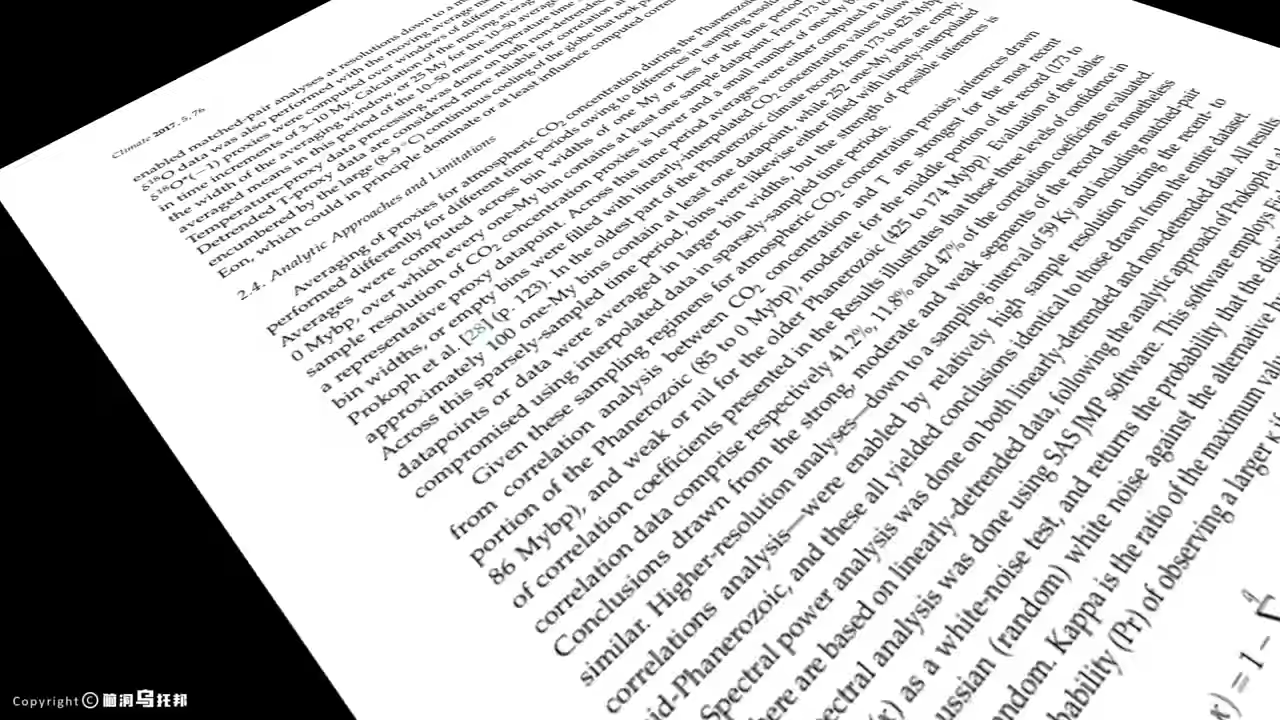 Climate 2017, 5, 76
enabled matched-pair analyses at resolutions down to a
δ18O data was also performed with the moving average
δ18O*(−1) proxies were computed over windows of different
in time increments of 3–10 My. Calculation of the moving
the width of the averaging window, or 25 My for the 10–50
averaged means in this period of the 10–50 mean temperature
Temperature-proxy data processing was done on both
Detrended T-proxy data are considered most reliable for correlation
encumbered by the large (8–9 °C) continuous cooling of the globe that took
Eon, which could in principle dominate or at least influence computed
2.4. Analytic Approaches and Limitations
Averaging of proxies for atmospheric CO2 concentration during the Phanerozoic
performed differently for different time periods owing to differences in sampling
Averages were computed across bin widths of one My or less for the time period
0 Mybp, over which every one-My bin contains at least one sample datapoint. From 173 to
sample resolution of CO2 concentration proxies is lower, and a small number of one-My
a representative proxy datapoint. Across this time period averages were either computed in
bin widths, or empty bins were filled with linearly-interpolated CO2 concentration values
Prokoph et al. [28] (p. 123). In the oldest part of the Phanerozoic climate record, from 173 to 425
approximately 100 one-My bins contain at least one datapoint, while 252 one-My bins are empty.
Across this sparsely-sampled time period, bins were likewise either filled with linearly-interpolated
datapoints or data were averaged in larger bin widths, but the strength of possible inferences is
compromised using interpolated data in sparsely-sampled time periods.
Given these sampling regimens for atmospheric CO2 concentration proxies, inferences drawn
from correlation analysis between CO2 concentration and T are strongest for the most recent
portion of the Phanerozoic (85 to 0 Mybp), moderate for the middle portion of the record (173 to
86 Mybp), and weak or nil for the older Phanerozoic (425 to 174 Mybp). Evaluation of the tables
of correlation coefficients presented in the Results illustrates that these three levels of confidence in
correlation data comprise respectively 41.2%, 11.8% and 47% of the correlation coefficients evaluated.
Conclusions drawn from the strong, moderate and weak segments of the record are nonetheless
similar. Higher-resolution analyses—down to a sampling interval of 59 Ky and including matched-pair
correlations analysis—were enabled by relatively high sample resolution during the recent- to
id-Phanerozoic, and these all yielded conclusions identical to those drawn from the entire dataset.
Spectral power analysis was done on both linearly-detrended and non-detrended data. All results
here are based on linearly-detrended data, following the analytic approach of Prokoph et
ectral analysis was done using SAS JMP software. This software employs
) as a white-noise test, and returns the probability that the
ussian (random) white noise against the alternative
ndom. Kappa is the ratio of the maximum
bability (Pr) of observing a larger κ
) = 1 −
Copyright © 脑洞乌托邦